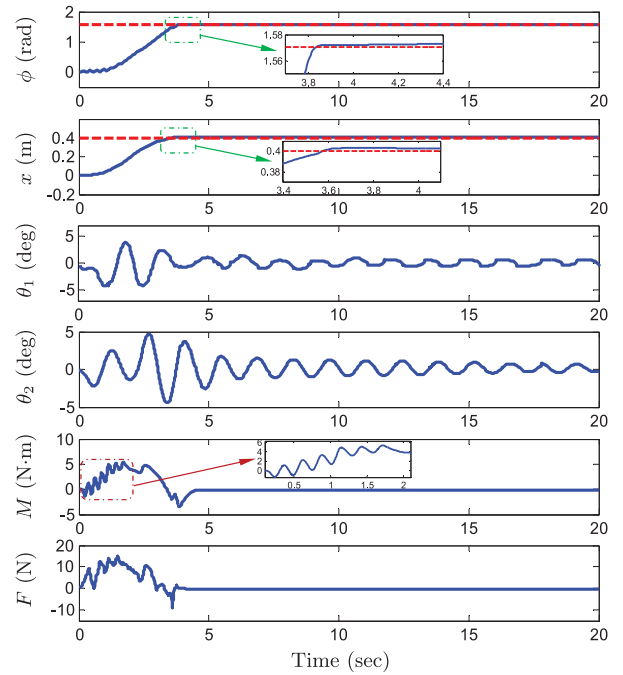 2
1
0
0 5 10 15 20
ϕ (rad)
1.58
1.56
3.8 4 4.2 4.4
0.4
0.2
0
-0.2
0 5 10 15 20
x (m)
0.4
0.38
3.4 3.6 3.8 4
5
0
-5
0 5 10 15 20
θ₁ (deg)
5
0
-5
0 5 10 15 20
θ₂ (deg)
10
5
0
-5
0 5 10 15 20
M (N·m)
6
4
2
0
0.5 1 1.5 2
20
10
0
-10
0 5 10 15 20
F (N)
Time (sec)